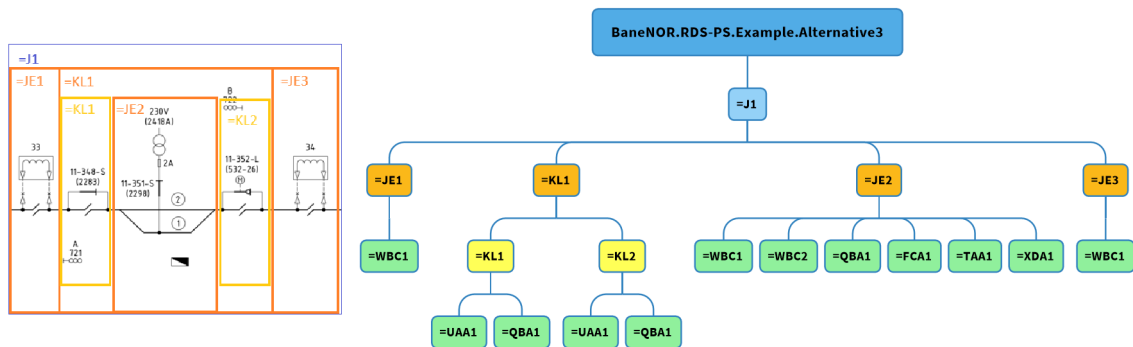 =J1
=JE1
=KL1
=JE3
=KL1
=JE2
=KL2
B
722
230V
(2418A)
2A
33
34
11-348-S
(2283)
11-351-S
(2298)
11-352-L
(532-26)
M
2
1
A
721
BaneNOR.RDS-PS.Example.Alternative3
=J1
=JE1
=KL1
=JE2
=JE3
=WBC1
=KL1
=KL2
=WBC1
=WBC2
=QBA1
=FCA1
=TAA1
=XDA1
=WBC1
=UAA1
=QBA1
=UAA1
=QBA1